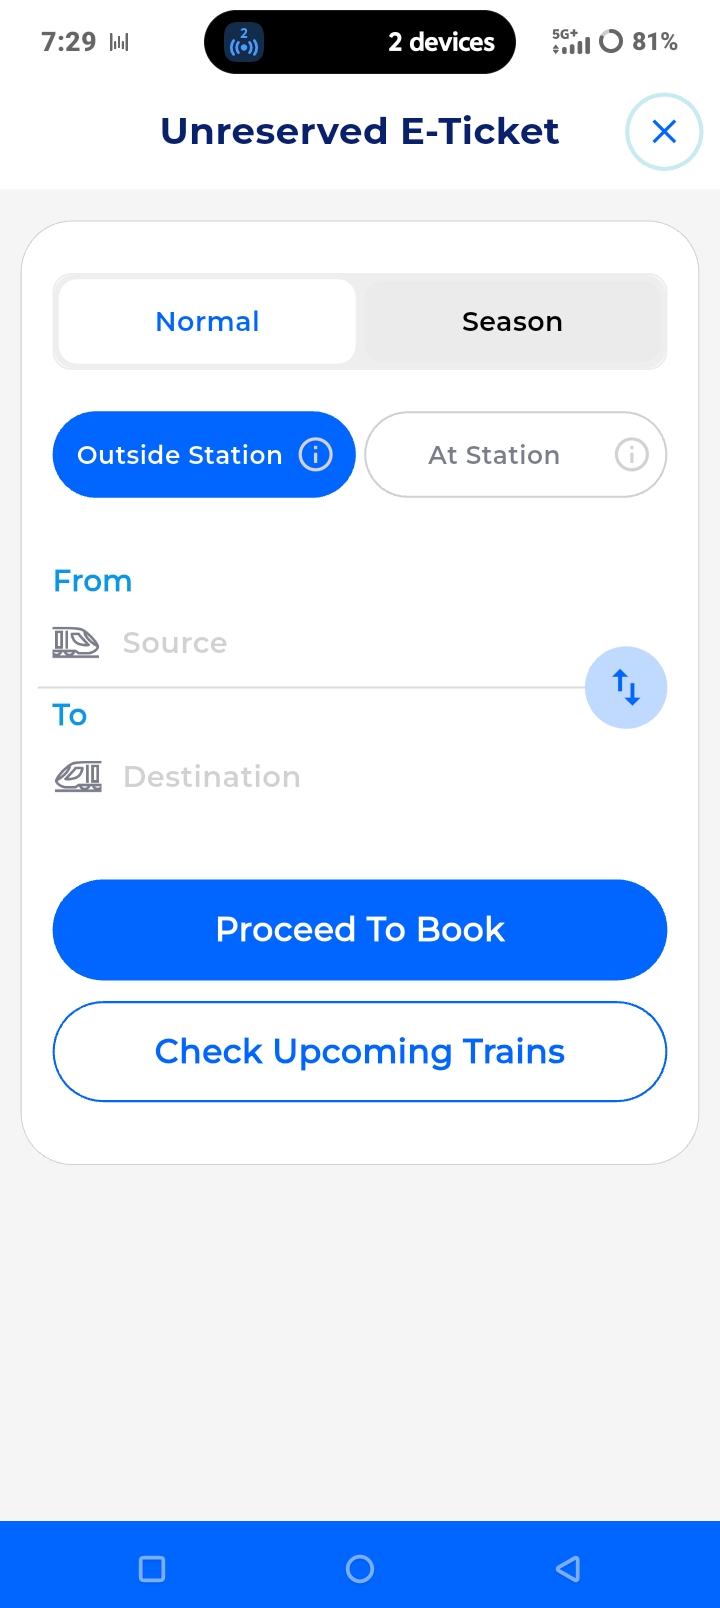 7:29
2
2 devices
5G+
81%
Unreserved E-Ticket
Normal
Season
Outside Station
At Station
From
Source
To
Destination
Proceed To Book
Check Upcoming Trains